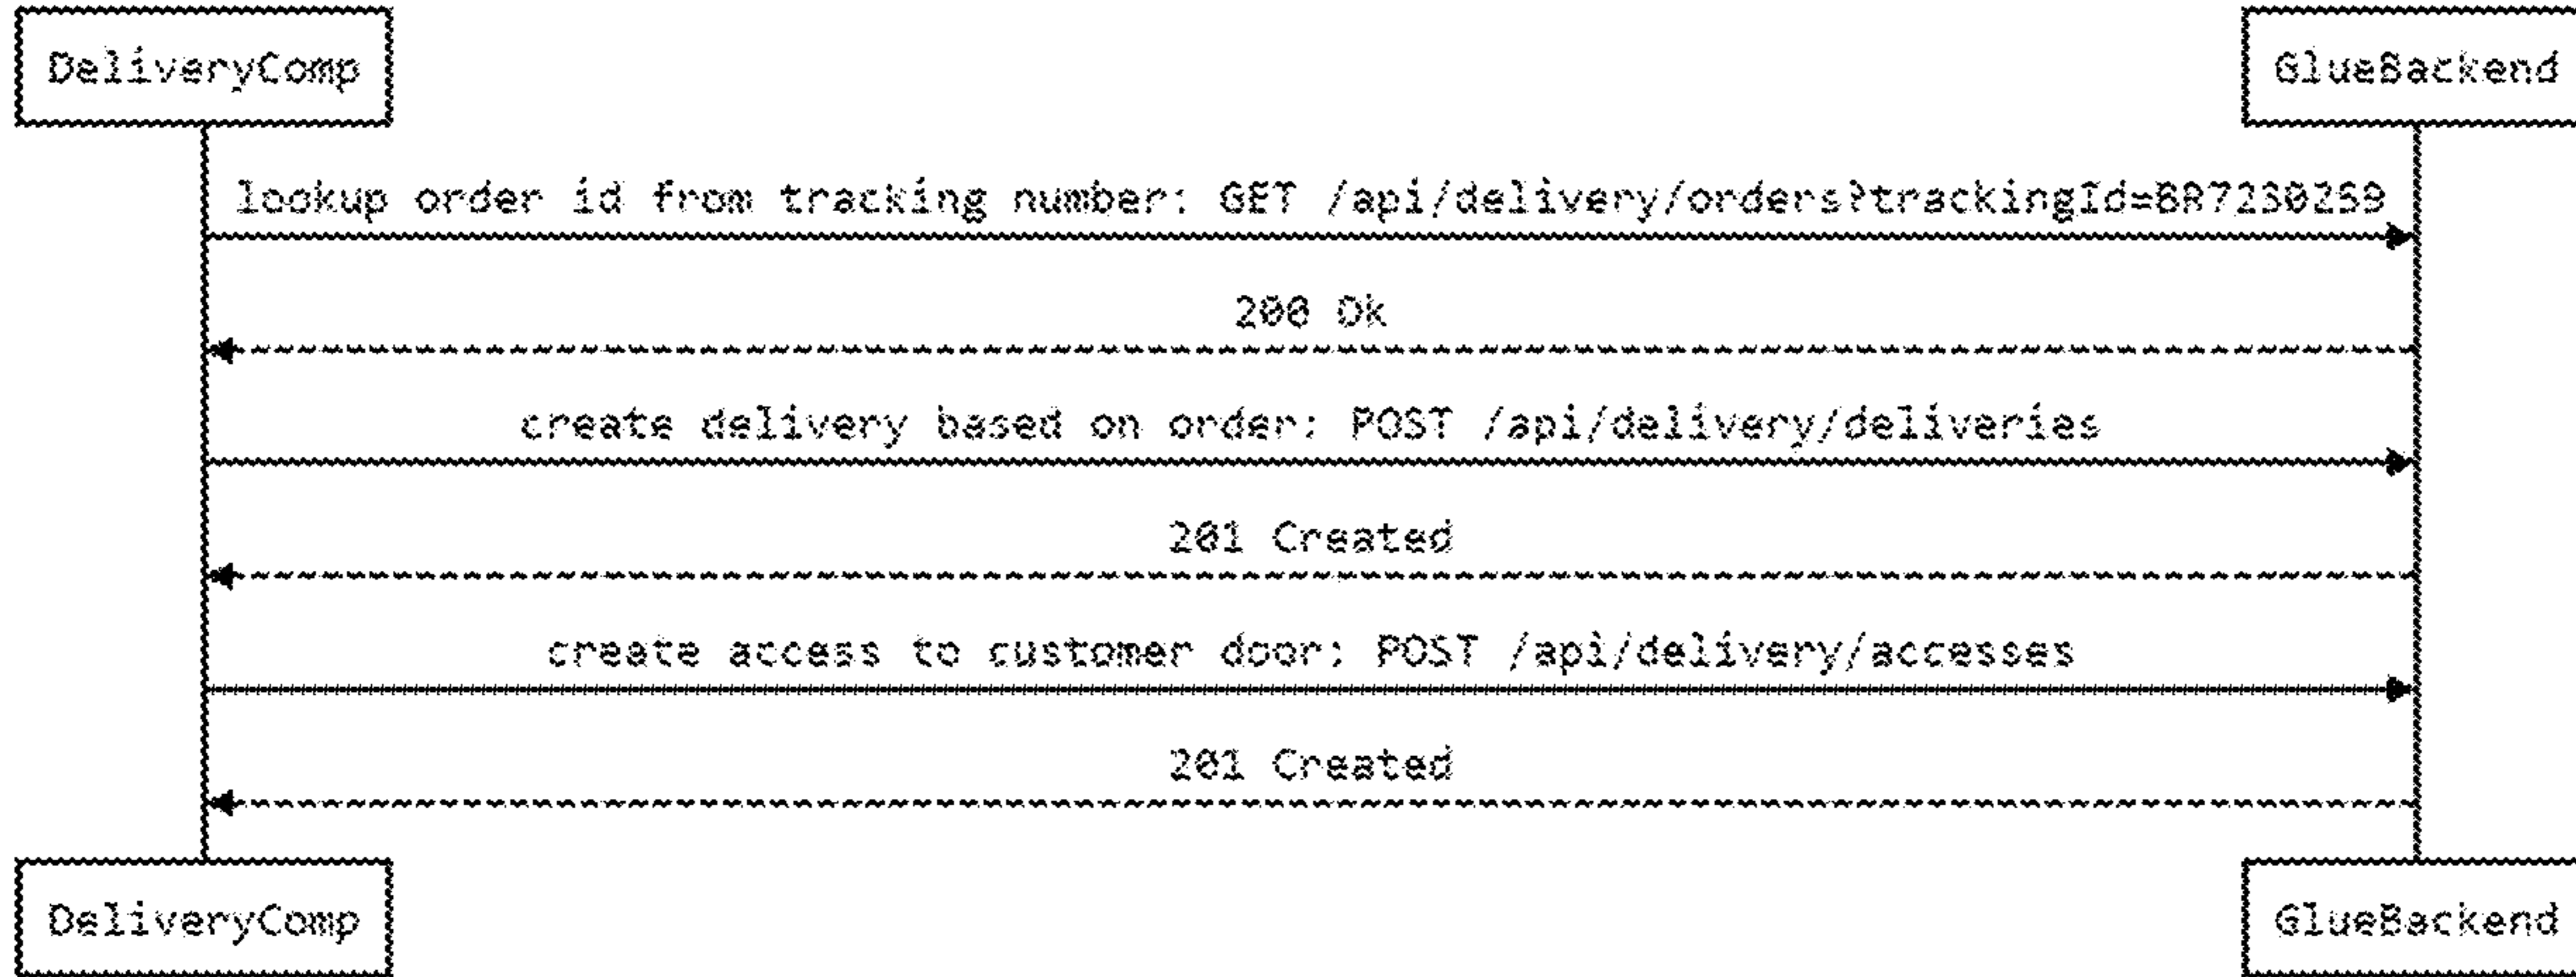 DeliveryComp GlueBackend
lookup order id from tracking number: GET /api/delivery/orders?trackingId=
200 Ok
create delivery based on order: POST /api/delivery/deliveries
201 Created
create access to customer door: POST /api/delivery/accesses
201 Created
DeliveryComp GlueBackend